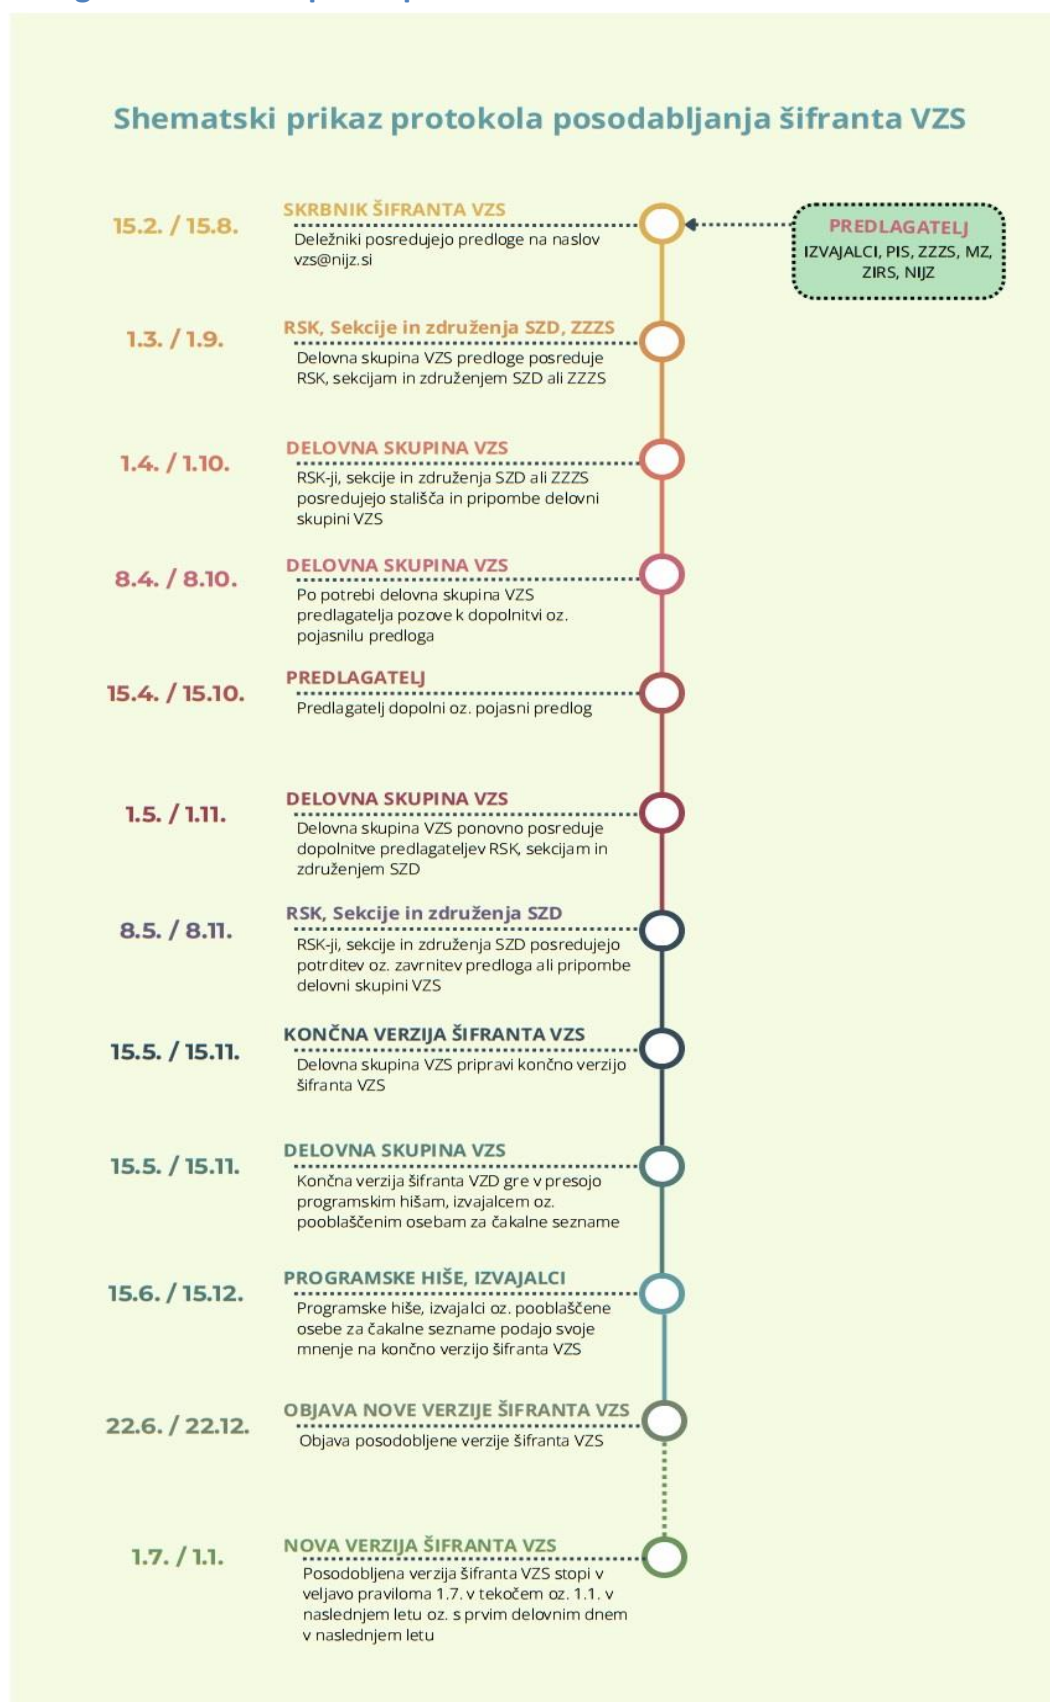 Shematski prikaz protokola posodabljanja šifranta VZS
15.2. / 15.8.
SKRBNIK ŠIFRANTA VZS
Deležniki posredujejo predloge na naslov
vzs@nijz.si
PREDLAGATELJ
IZVAJALCI, PIS, ZZZS, MZ,
ZIRS, NIJZ
1.3. / 1.9.
RSK, Sekcije in združenja SZD, ZZZS
Delovna skupina VZS predloge posreduje
RSK, sekcijam in združenjem SZD ali ZZZS
1.4. / 1.10.
DELOVNA SKUPINA VZS
RSK-ji, sekcije in združenja SZD ali ZZZS
posredujejo stališča in pripombe delovni
skupini VZS
8.4. / 8.10.
DELOVNA SKUPINA VZS
Po potrebi delovna skupina VZS
predlagatelja pozove k dopolnitvi oz.
pojasnilu predloga
15.4. / 15.10.
PREDLAGATELJ
Predlagatelj dopolni oz. pojasni predlog
1.5. / 1.11.
DELOVNA SKUPINA VZS
Delovna skupina VZS ponovno posreduje
dopolnitve predlagateljev RSK, sekcijam in
združenjem SZD
8.5. / 8.11.
RSK, Sekcije in združenja SZD
RSK-ji, sekcije in združenja SZD posredujejo
potrditev oz. zavrnitev predloga ali pripombe
delovni skupini VZS
15.5. / 15.11.
KONČNA VERZIJA ŠIFRANTA VZS
Delovna skupina VZS pripravi končno verzijo
šifranta VZS
15.5. / 15.11.
DELOVNA SKUPINA VZS
Končna verzija šifranta VZD gre v presojo
programskim hišam, izvajalcem oz.
pooblaščenim osebam za čakalne sezname
15.6. / 15.12.
PROGRAMSKE HIŠE, IZVAJALCI
Programske hiše, izvajalci oz. pooblaščene
osebe za čakalne sezname podajo svoje
mnenje na končno verzijo šifranta VZS
22.6. / 22.12.
OBJAVA NOVE VERZIJE ŠIFRANTA VZS
Objava posodobljene verzije šifranta VZS
1.7. / 1.1.
NOVA VERZIJA ŠIFRANTA VZS
Posodobljena verzija šifranta VZS stopi v
veljavo praviloma 1.7. v tekočem oz. 1.1. v
naslednjem letu oz. s prvim delovnim dnem
v naslednjem letu